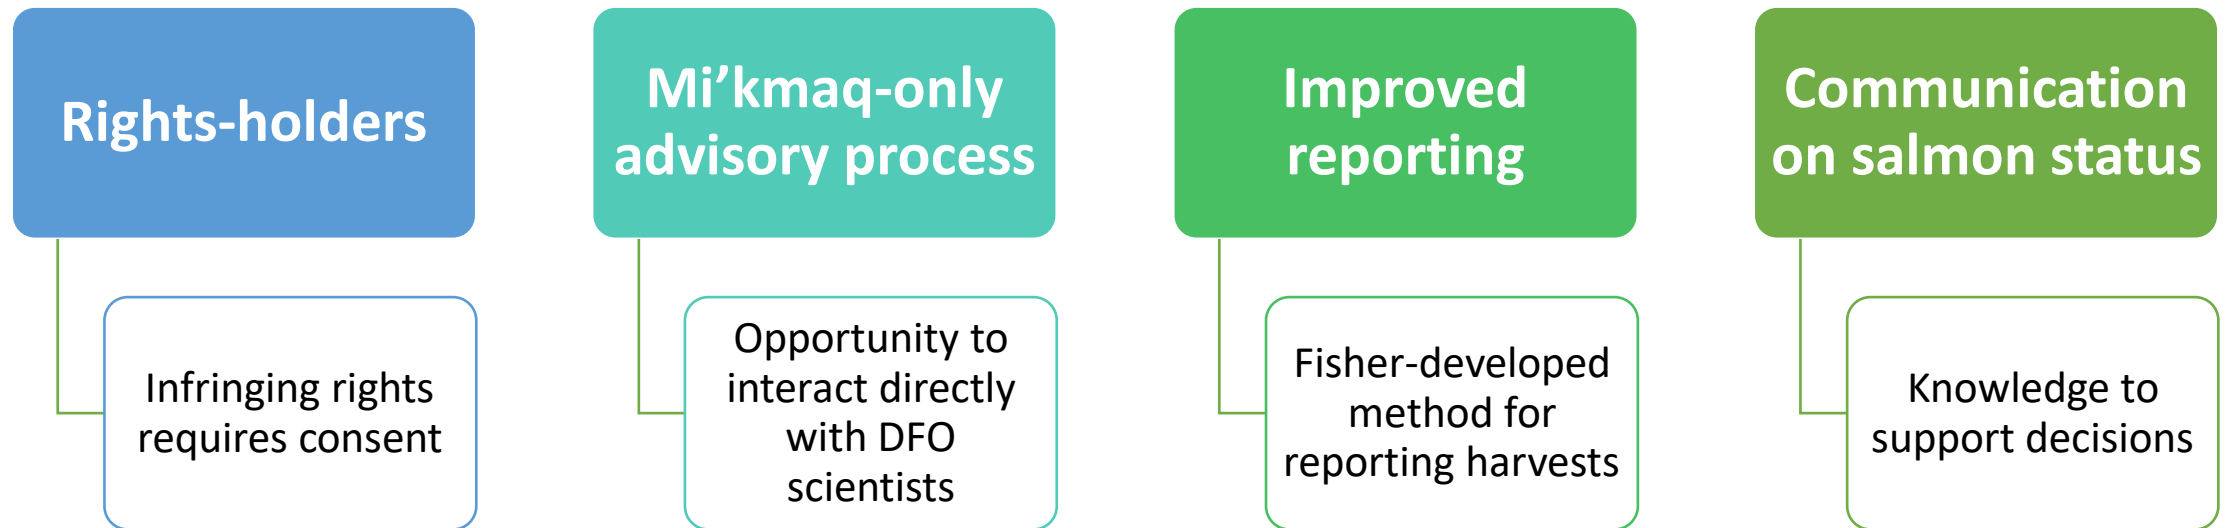 Rights-holders
Infringing rights
requires consent
Mi’kmaq-only
advisory process
Opportunity to
interact directly
with DFO
scientists
Improved
reporting
Fisher-developed
method for
reporting harvests
Communication
on salmon status
Knowledge to
support decisions